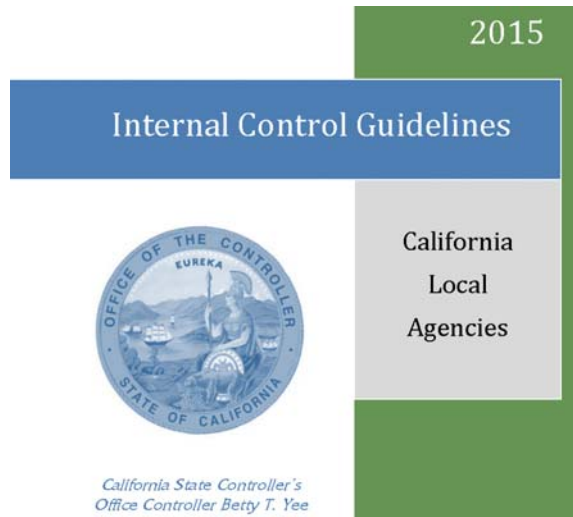 2015
Internal Control Guidelines
California
Local
Agencies
OFFICE OF THE CONTROLLER
EUREKA
STATE OF CALIFORNIA
California State Controller's
Office Controller Betty T. Yee